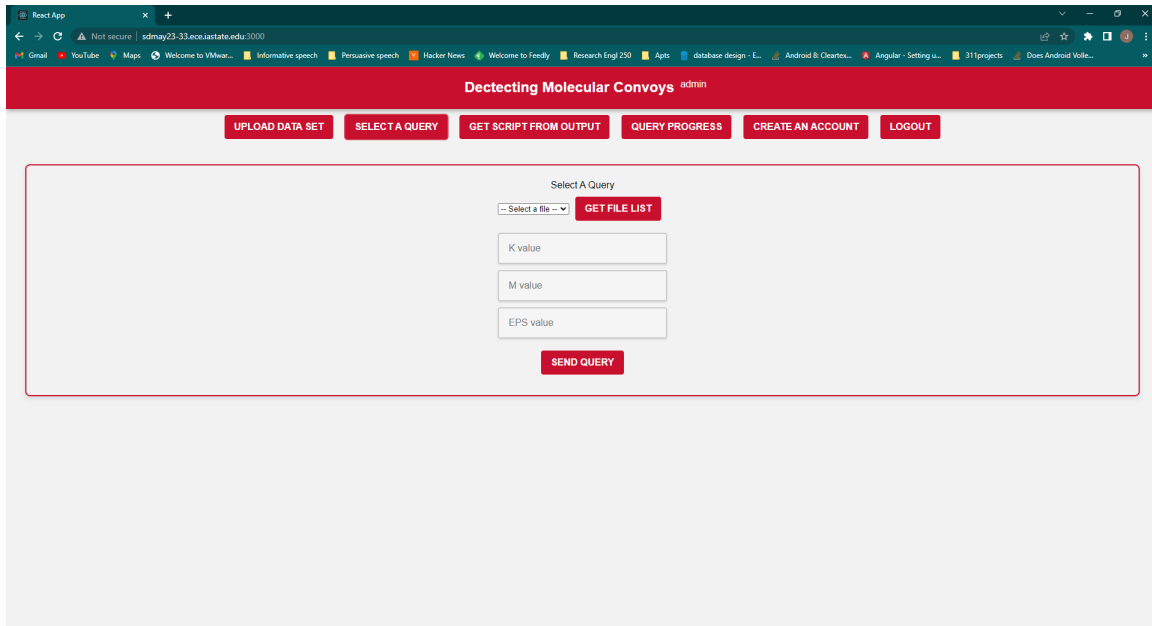 React App
Not secure | sdmay23-33.ece.iastate.edu:3000
Gmail YouTube Maps Welcome to VMwar... Informative speech Persuasive speech Hacker News Welcome to Feedly Research Engl 250 Apts database design - E... Android & Cleartex... Angular - Setting u... 311projects Does Android Volle... »
Dectecting Molecular Convoys admin
UPLOAD DATA SET SELECT A QUERY GET SCRIPT FROM OUTPUT QUERY PROGRESS CREATE AN ACCOUNT LOGOUT
Select A Query
-- Select a file -- GET FILE LIST
K value
M value
EPS value
SEND QUERY